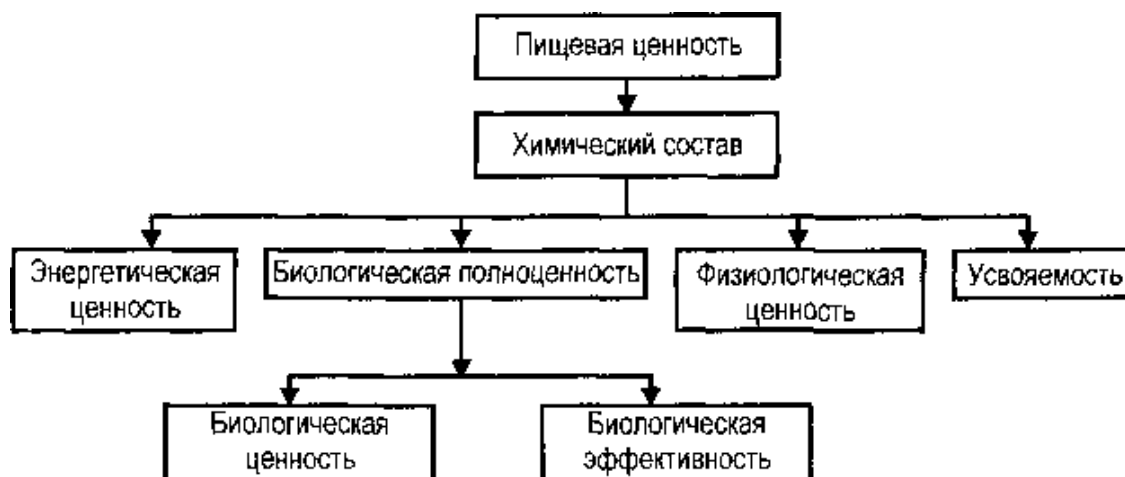 Пищевая ценность
Химический состав
Энергетическая
ценность
Биологическая полноценность
Физиологическая
ценность
Усвояемость
Биологическая
ценность
Биологическая
эффективность